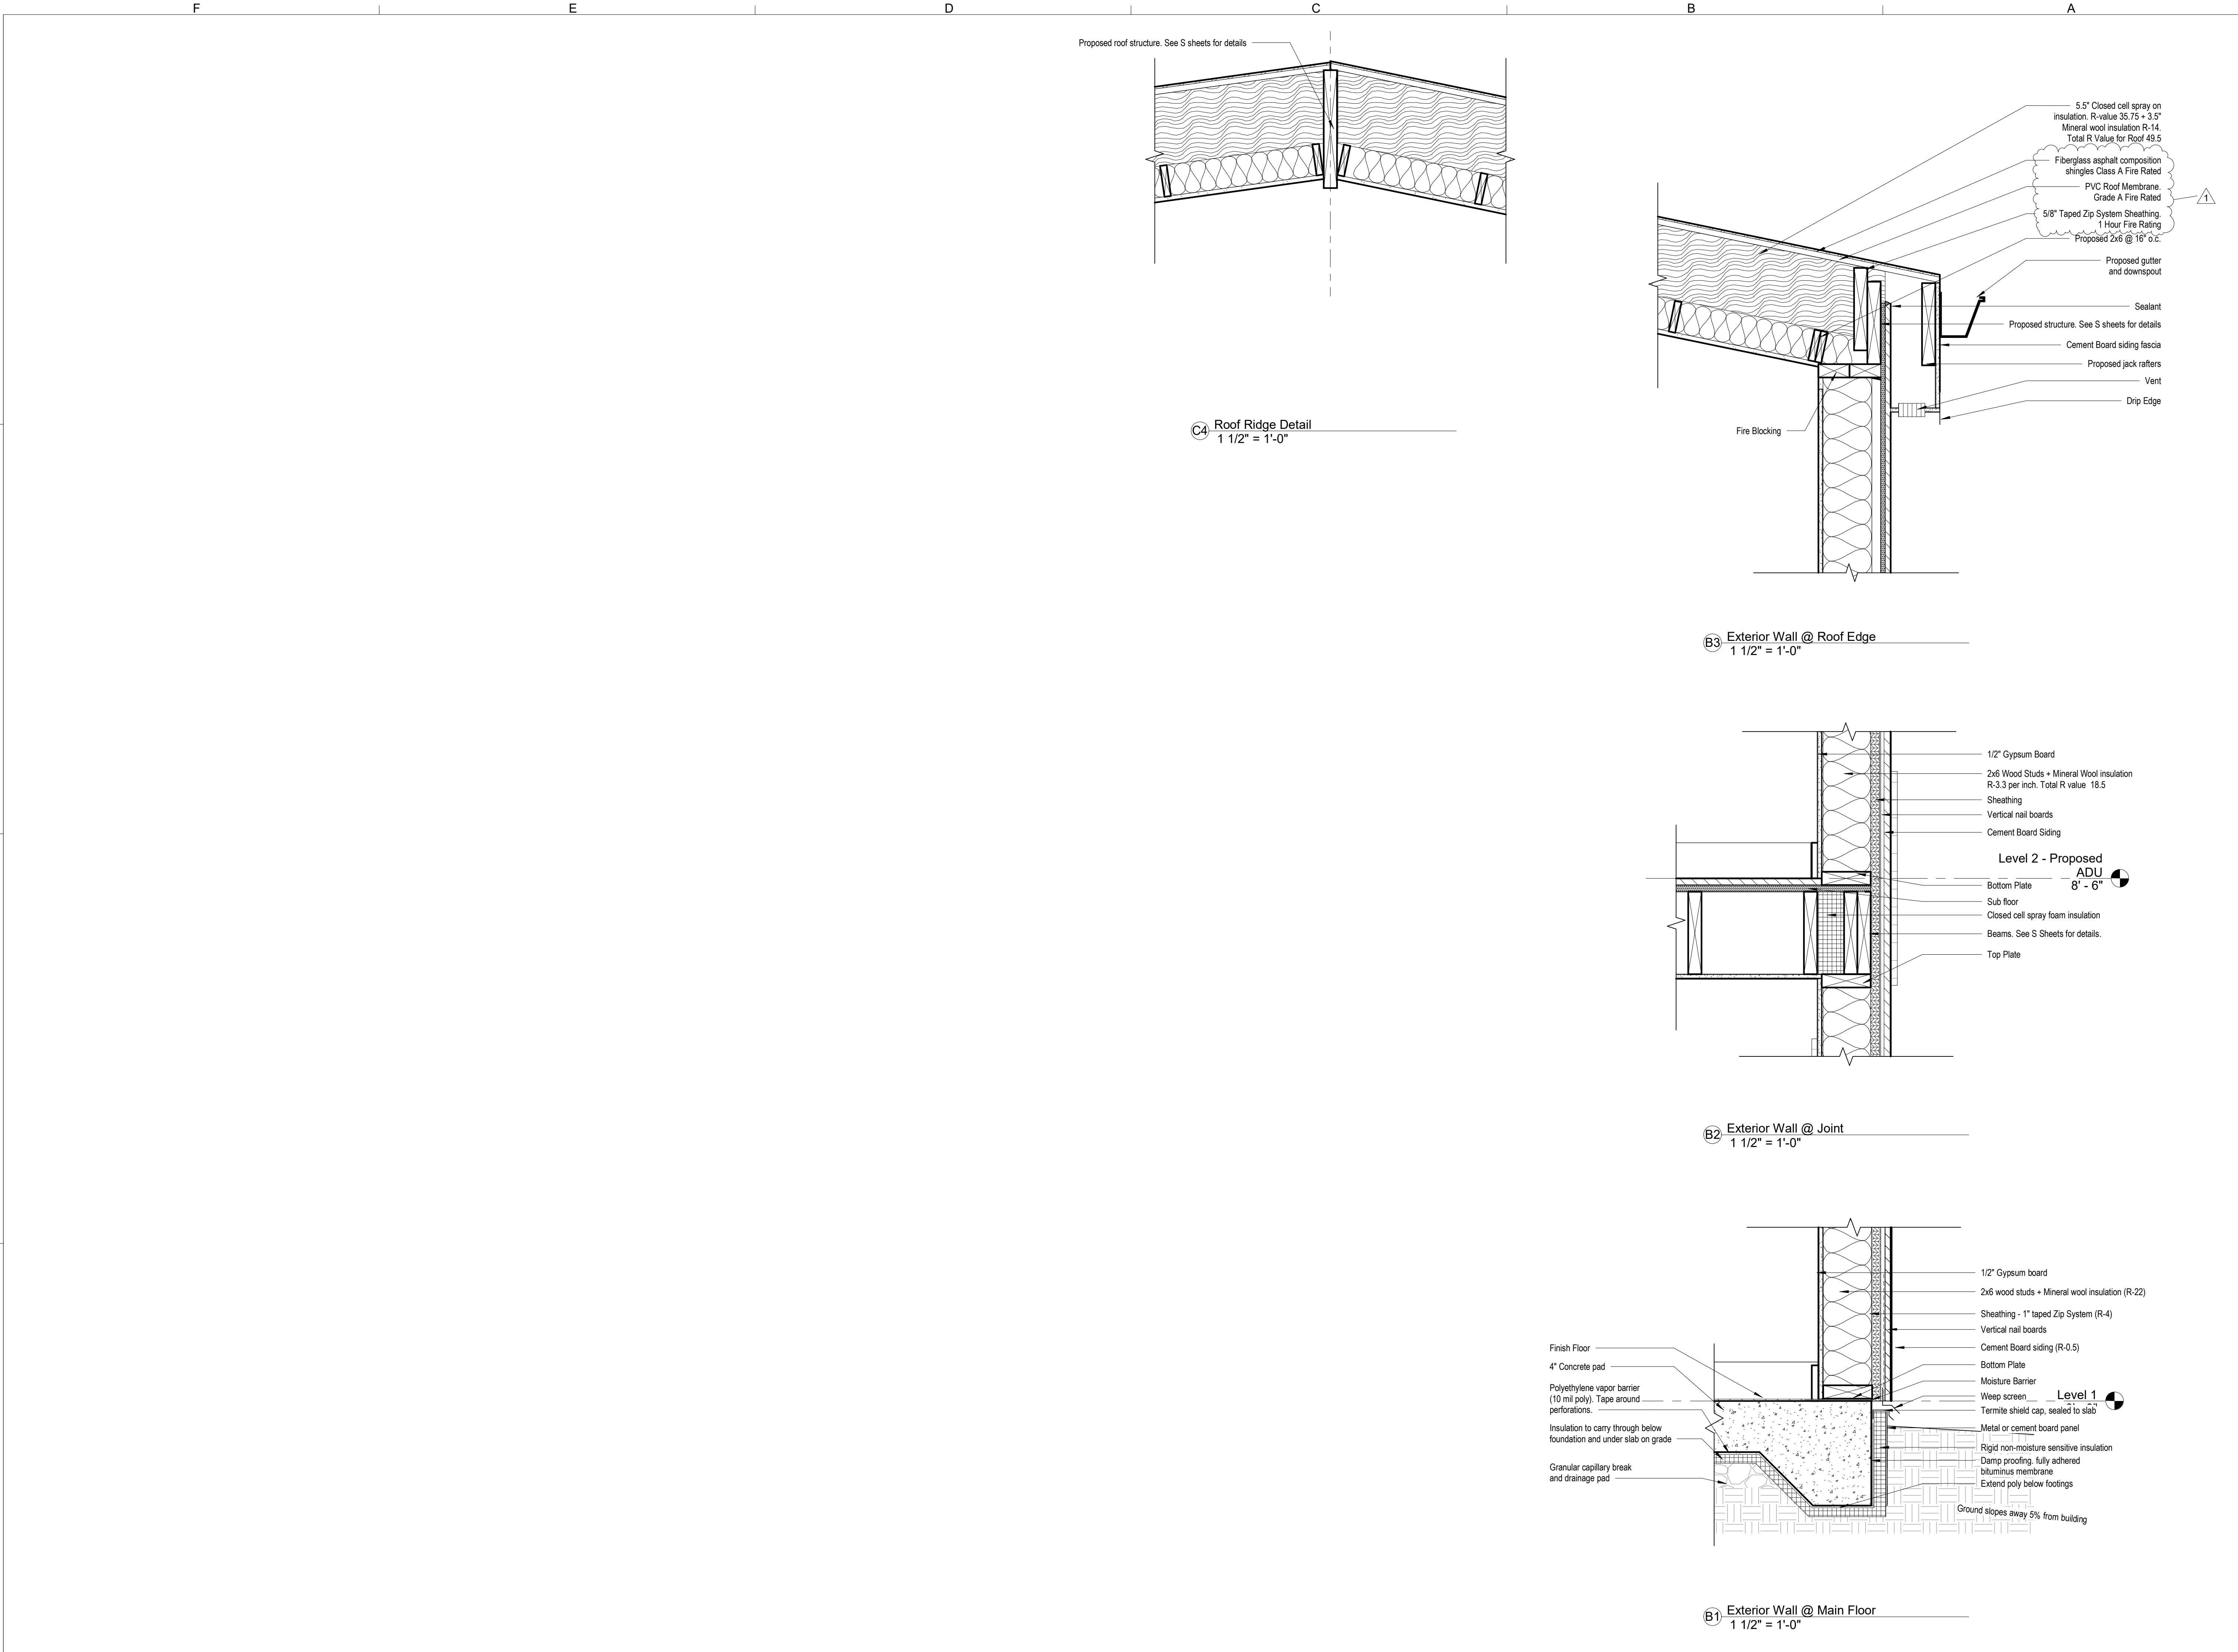 F
E
D
C
B
A
Proposed roof structure. See S sheets for details
C4
Roof Ridge Detail
1 1/2" = 1'-0"
5.5" Closed cell spray on
insulation. R-value 35.75 + 3.5"
Mineral wool insulation R-14.
Total R Value for Roof 49.5
Fiberglass asphalt composition
shingles Class A Fire Rated
PVC Roof Membrane.
Grade A Fire Rated
1
5/8" Taped Zip System Sheathing.
1 Hour Fire Rating
Proposed 2x6 @ 16" o.c.
Proposed gutter
and downspout
Sealant
Proposed structure. See S sheets for details
Cement Board siding fascia
Proposed jack rafters
Vent
Drip Edge
Fire Blocking
B3
Exterior Wall @ Roof Edge
1 1/2" = 1'-0"
1/2" Gypsum Board
2x6 Wood Studs + Mineral Wool insulation
R-3.3 per inch. Total R value 18.5
Sheathing
Vertical nail boards
Cement Board Siding
Level 2 - Proposed
ADU
8' - 6"
Bottom Plate
Sub floor
Closed cell spray foam insulation
Beams. See S Sheets for details.
Top Plate
B2
Exterior Wall @ Joint
1 1/2" = 1'-0"
1/2" Gypsum board
2x6 wood studs + Mineral wool insulation (R-22)
Sheathing - 1" taped Zip System (R-4)
Vertical nail boards
Cement Board siding (R-0.5)
Bottom Plate
Moisture Barrier
Weep screen
Level 1
Termite shield cap, sealed to slab
Metal or cement board panel
Rigid non-moisture sensitive insulation
Damp proofing. fully adhered
bituminus membrane
Extend poly below footings
Ground slopes away 5% from building
Finish Floor
4" Concrete pad
Polyethylene vapor barrier
(10 mil poly). Tape around
perforations.
Insulation to carry through below
foundation and under slab on grade
Granular capillary break
and drainage pad
B1
Exterior Wall @ Main Floor
1 1/2" = 1'-0"